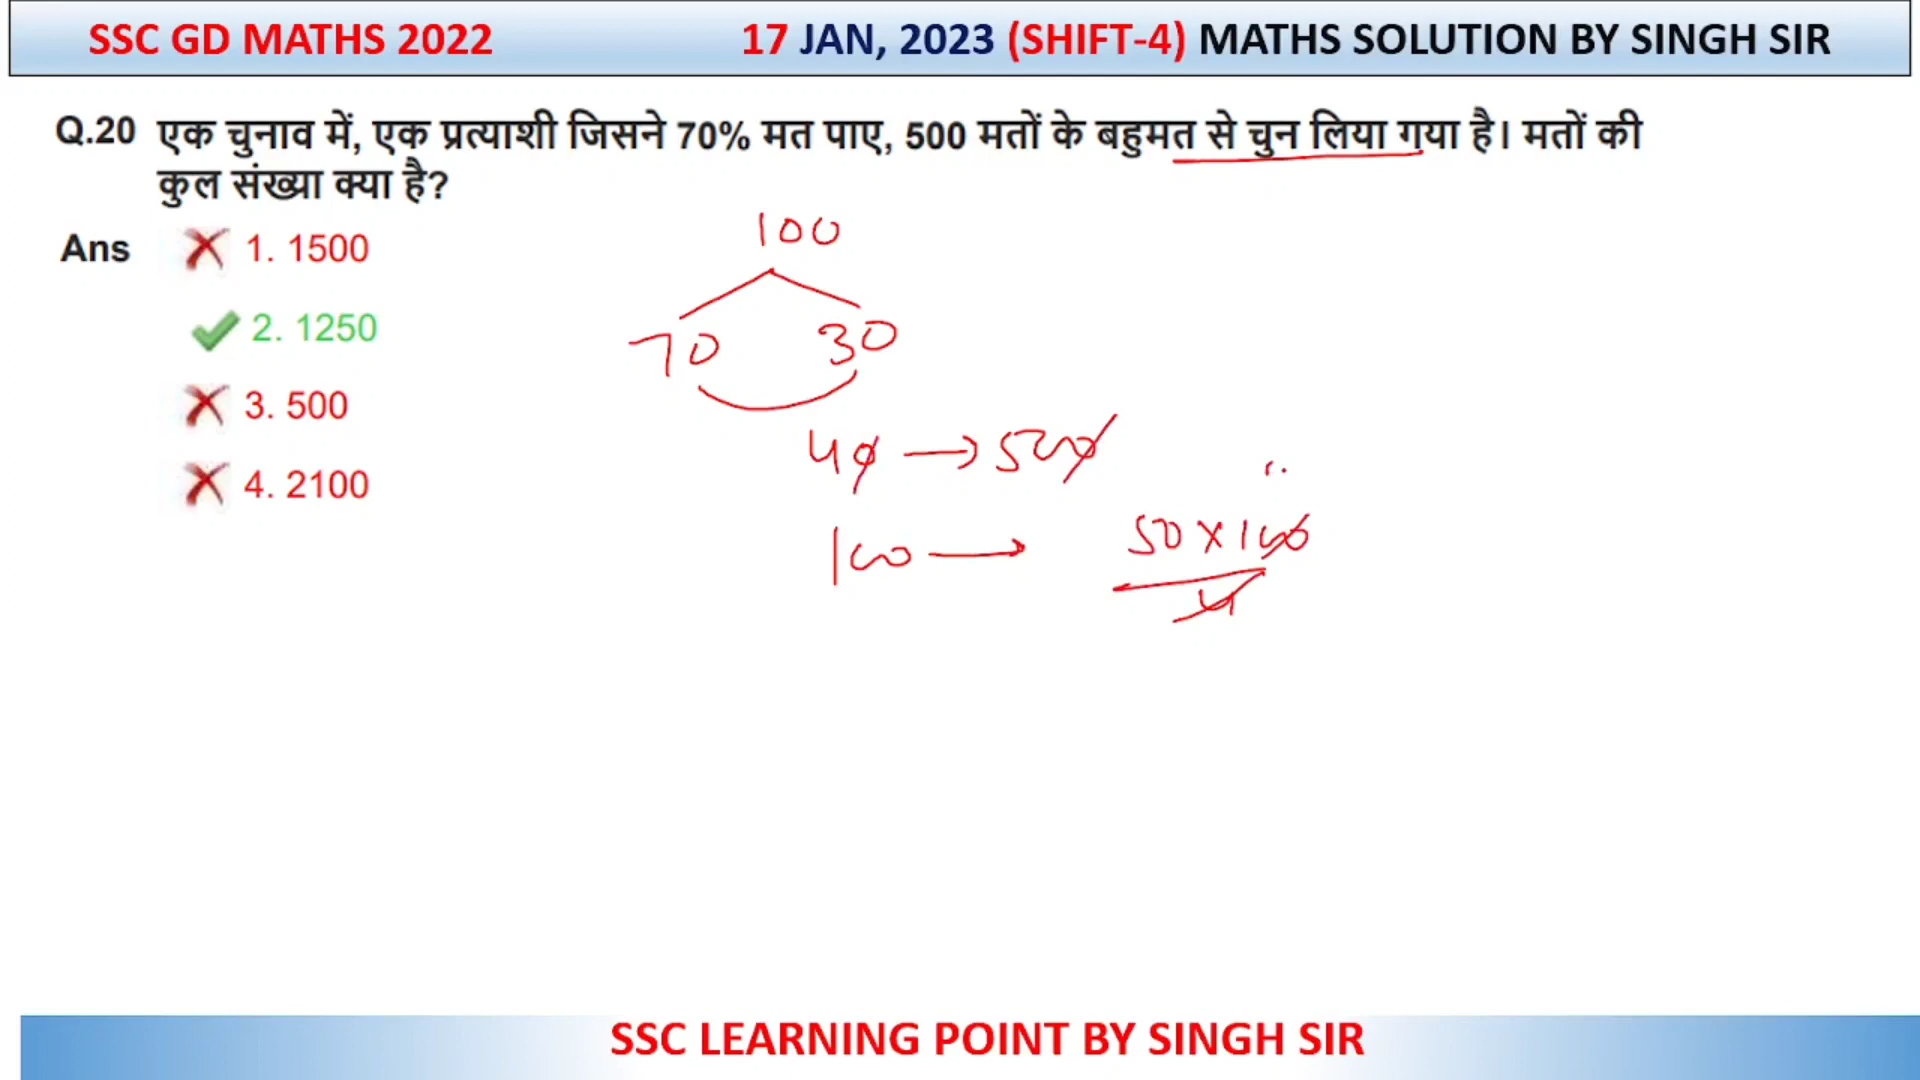 SSC GD MATHS 2022 17 JAN, 2023 (SHIFT-4) MATHS SOLUTION BY SINGH SIR
Q.20 एक चुनाव में, एक प्रत्याशी जिसने 70% मत पाए, 500 मतों के बहुमत से चुन लिया गया है। मतों की
कुल संख्या क्या है?
Ans 1. 1500
2. 1250
3. 500
4. 2100
100
70 30
40 → 500
100 → 50 × 100
4
SSC LEARNING POINT BY SINGH SIR